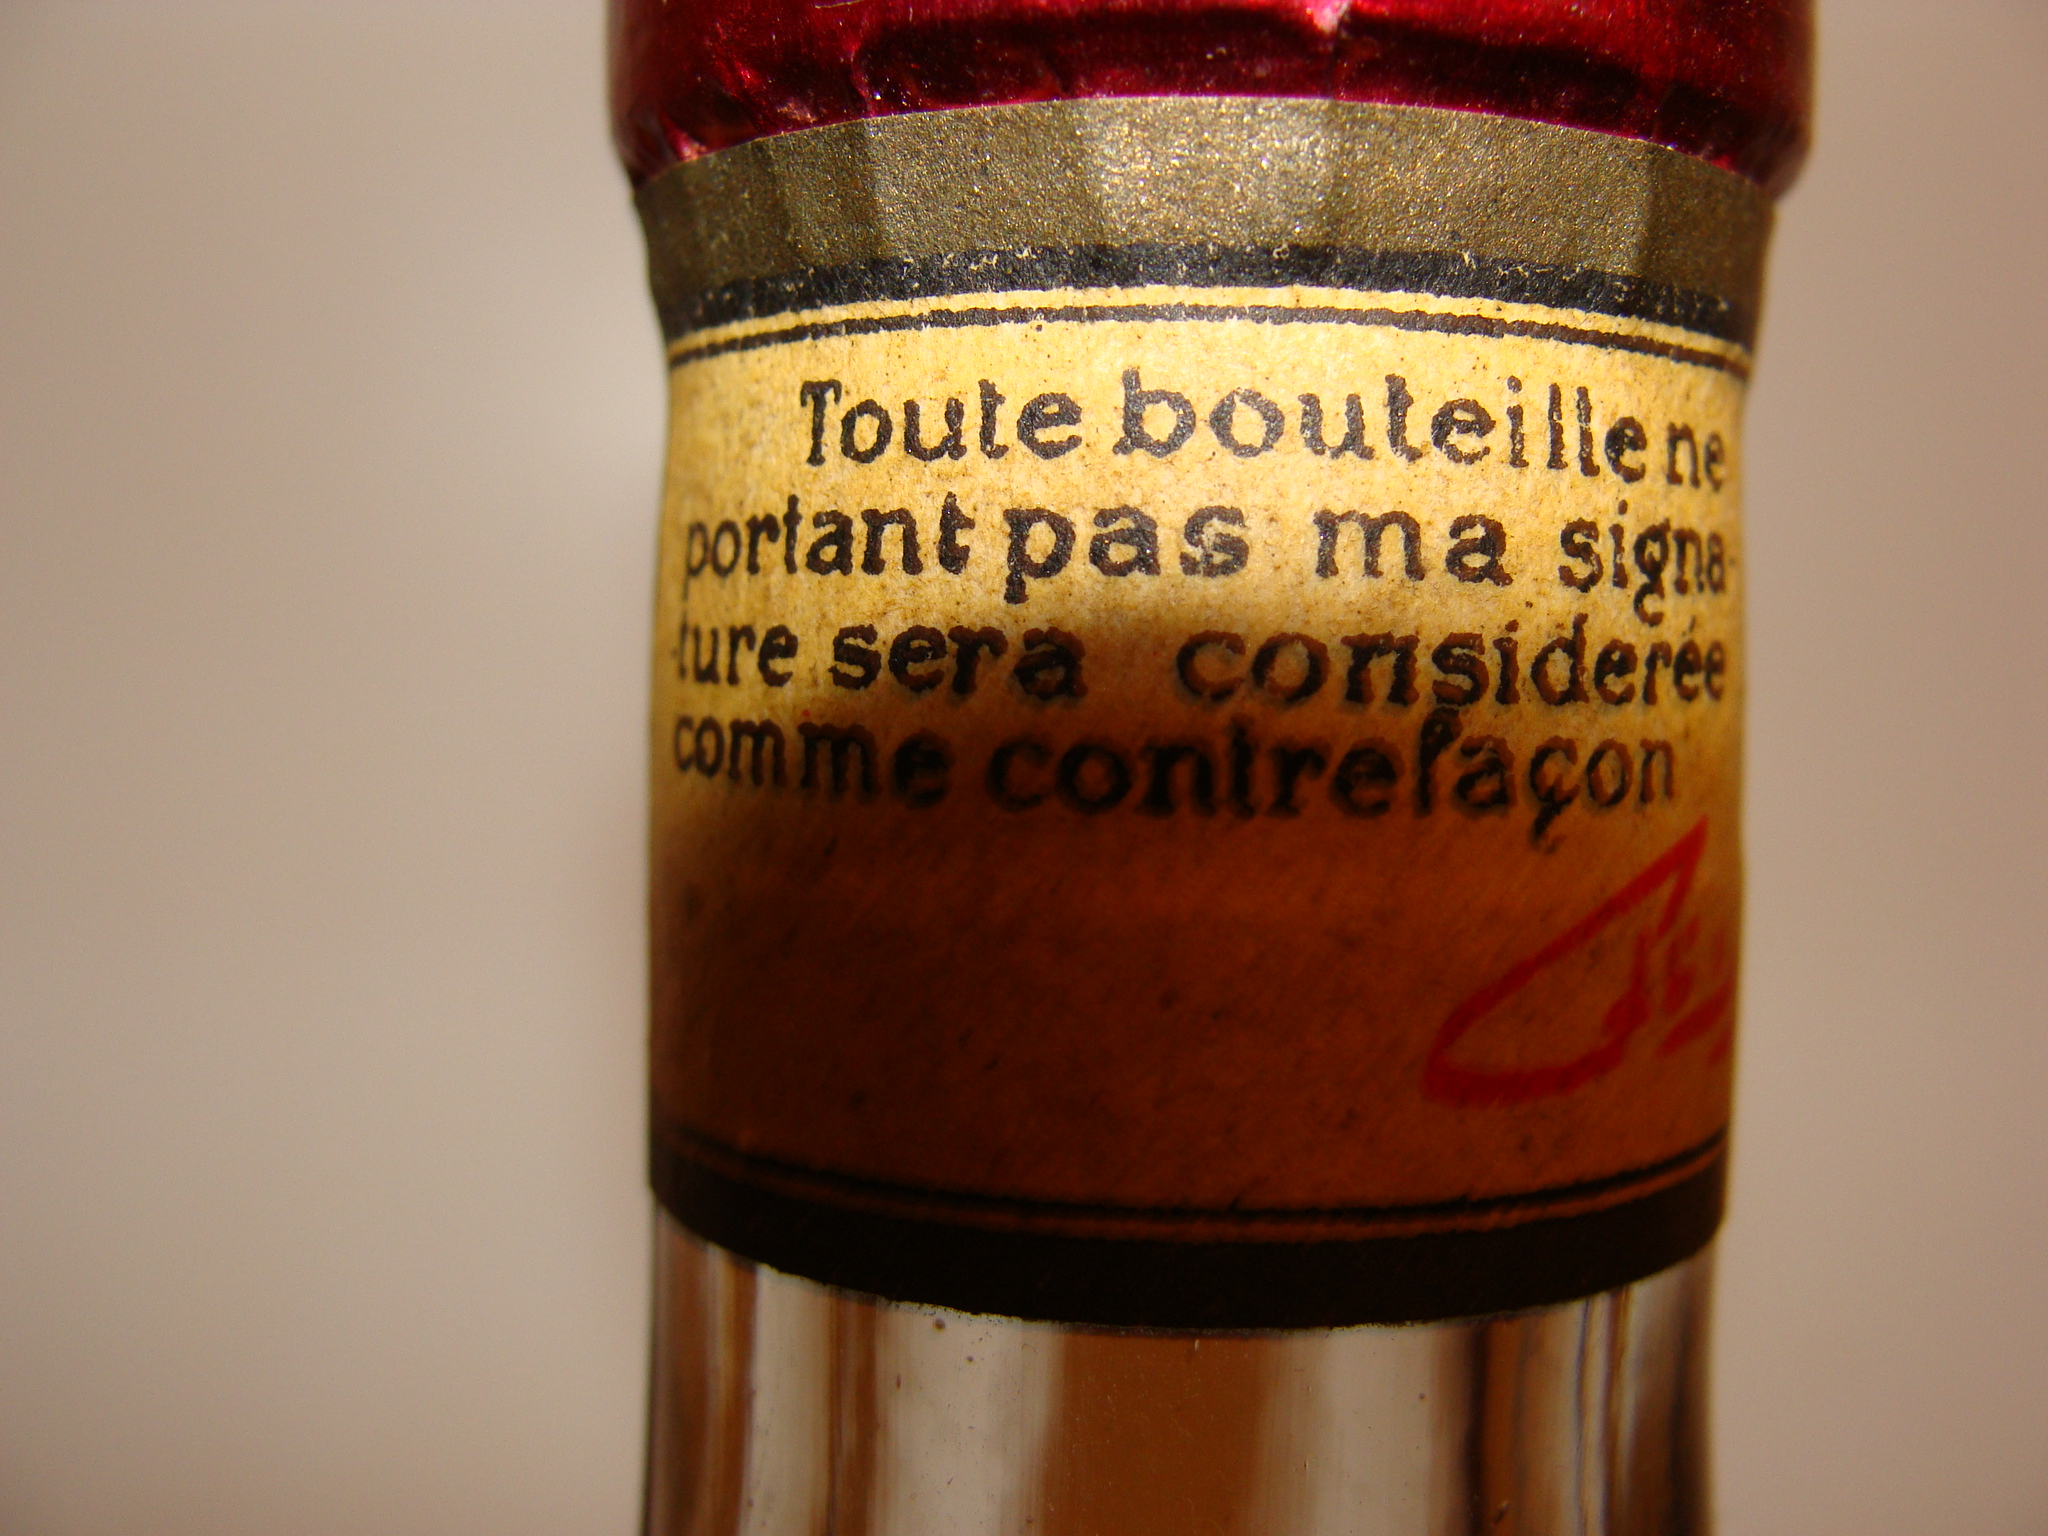 Toute bouteille ne
portant pas ma signa-
-ture sera considerée
comme contrefaçon